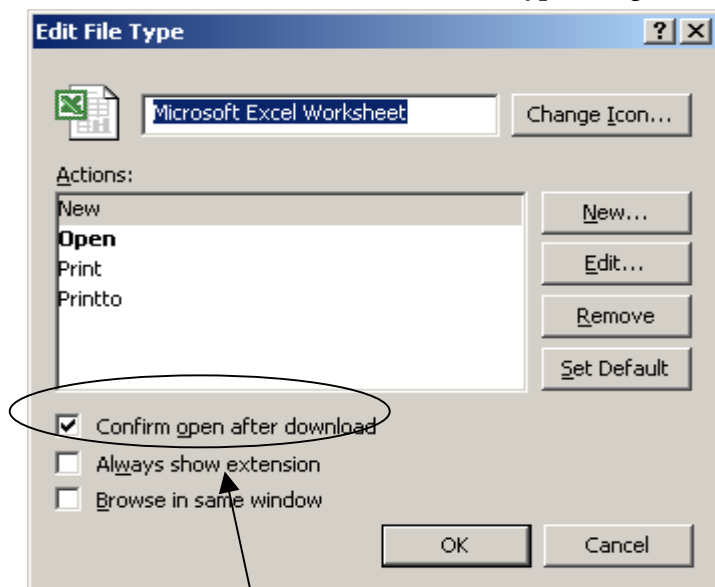 Edit File Type
Microsoft Excel Worksheet
Change Icon...
Actions:
New
Open
Print
Printto
New...
Edit...
Remove
Set Default
Confirm open after download
Always show extension
Browse in same window
OK
Cancel